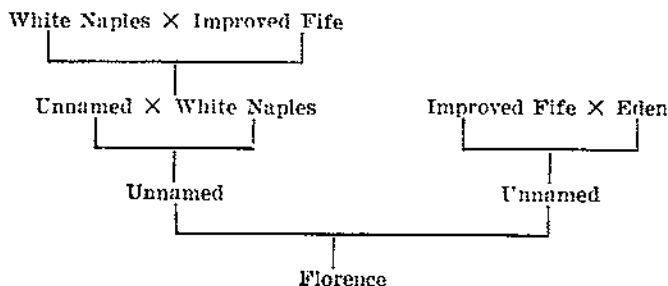 White Naples × Improved Fife
Unnamed × White Naples Improved Fife × Eden
Unnamed Unnamed
Florence